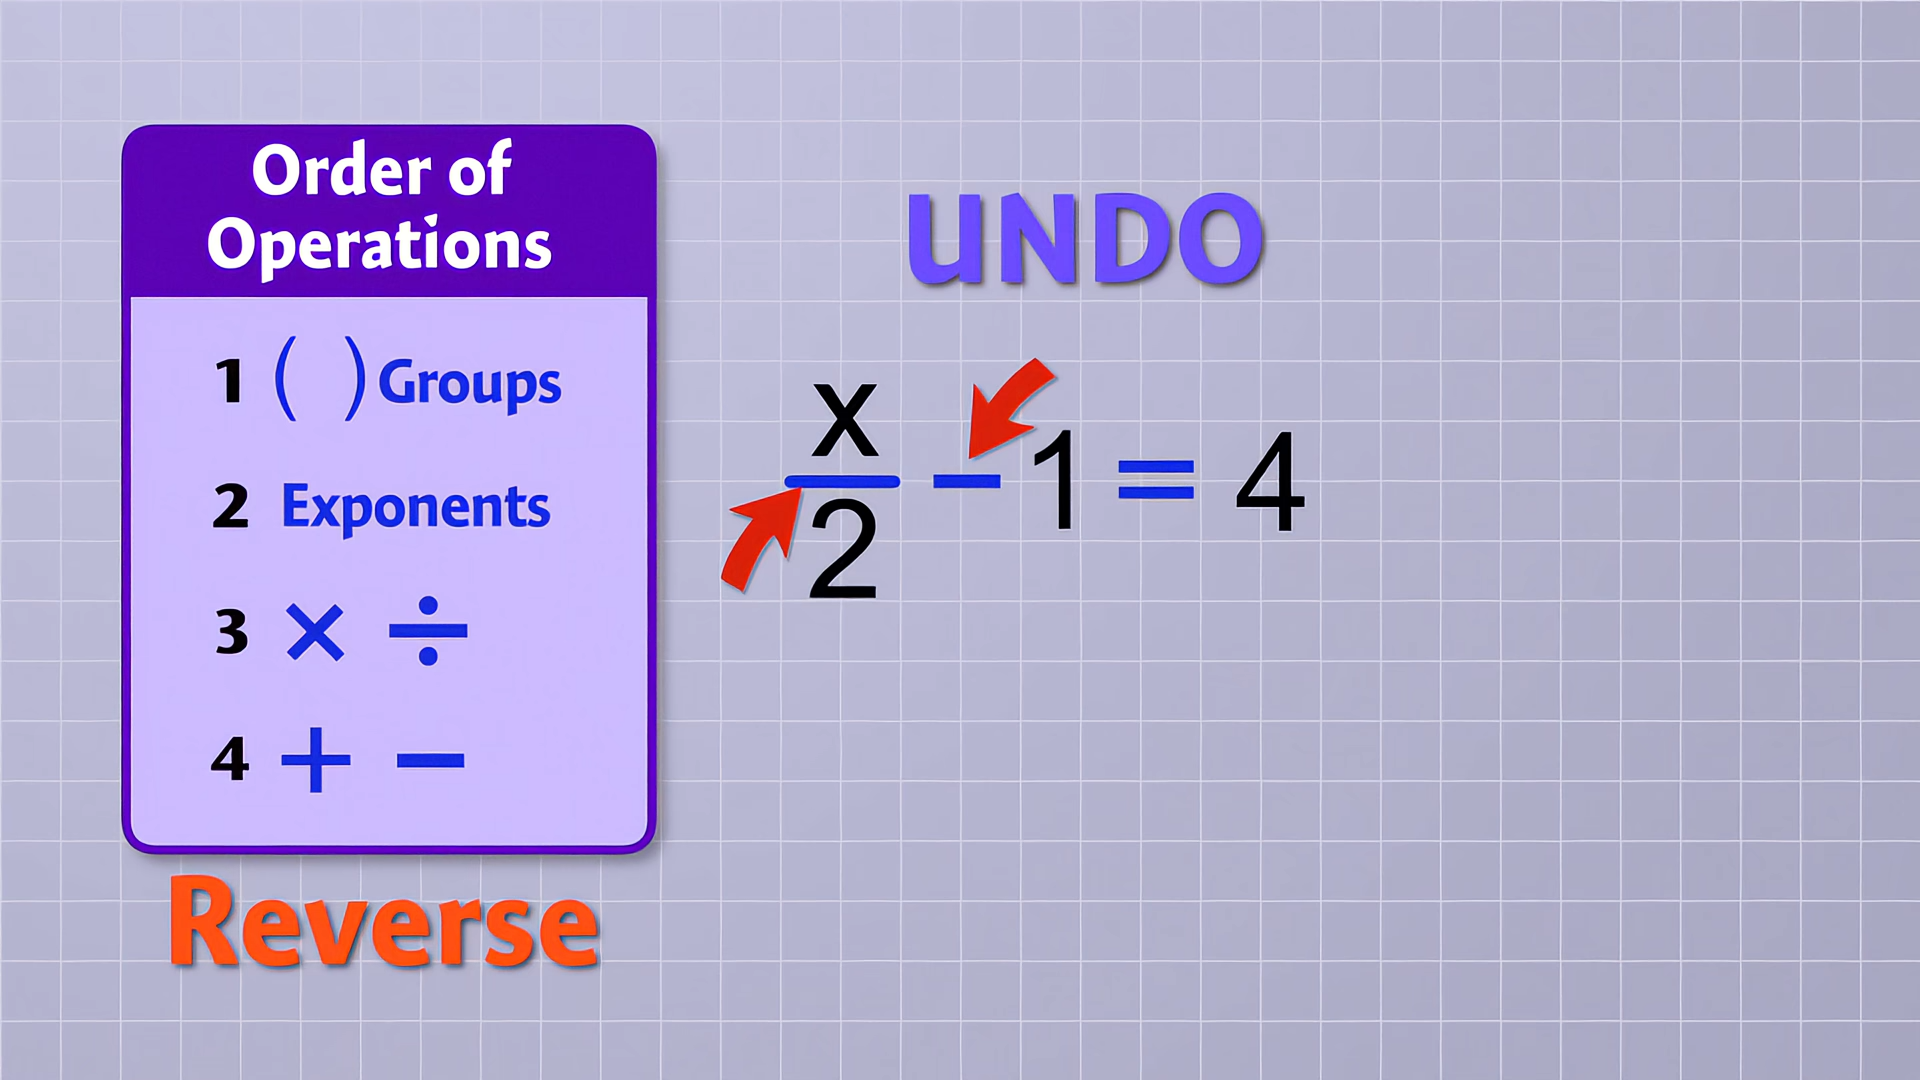 Order of
Operations
1 ( ) Groups
2 Exponents
3 × ÷
4 + −
Reverse
UNDO
x
— − 1 = 4
2